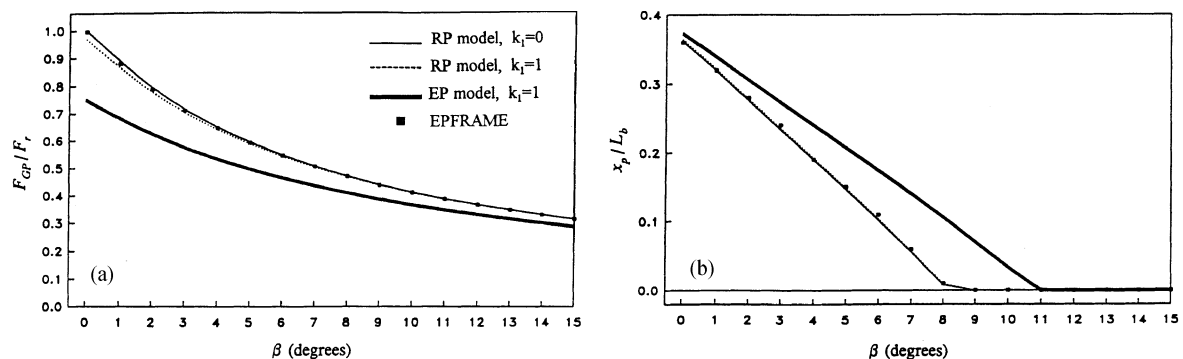 1.0
0.9
0.8
0.7
0.6
0.5
0.4
0.3
0.2
0.1
0.0
F_GP / F_r
RP model, k₁=0
RP model, k₁=1
EP model, k₁=1
EPFRAME
(a)
0 1 2 3 4 5 6 7 8 9 10 11 12 13 14 15
β (degrees)
0.4
0.3
0.2
0.1
0.0
x_p / L_b
(b)
0 1 2 3 4 5 6 7 8 9 10 11 12 13 14 15
β (degrees)